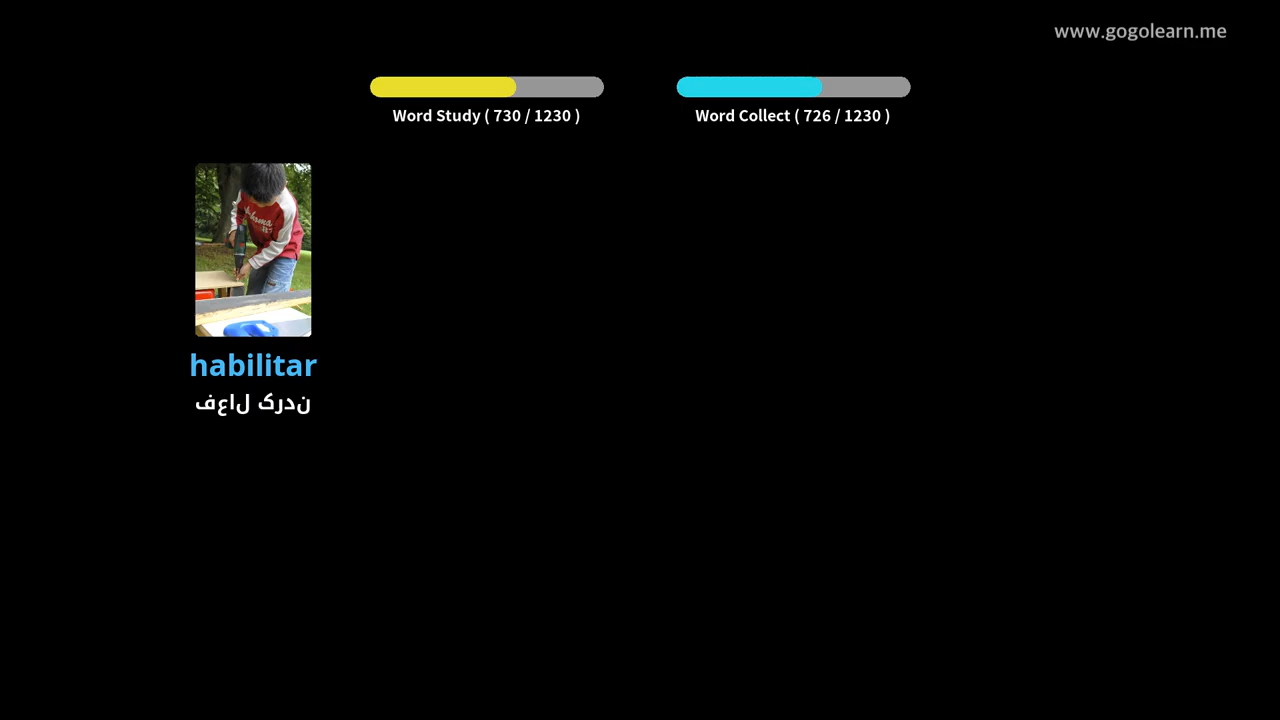 www.gogolearn.me
Word Study ( 730 / 1230 )
Word Collect ( 726 / 1230 )
habilitar
فعال کردن